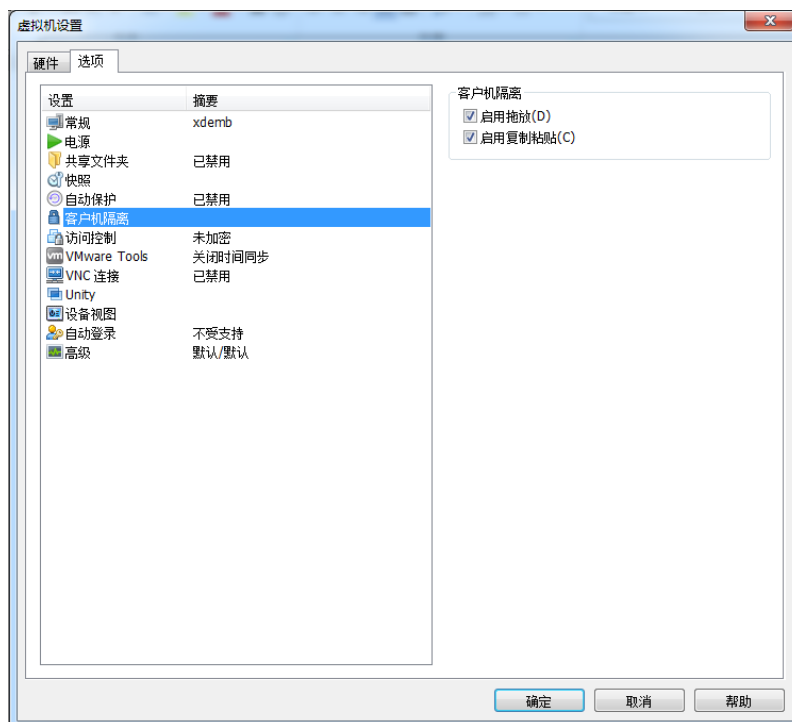 虚拟机设置
硬件 选项
设置 摘要
常规 xdemb
电源
共享文件夹 已禁用
快照
自动保护 已禁用
客户机隔离
访问控制 未加密
vm VMware Tools 关闭时间同步
VNC 连接 已禁用
Unity
设备视图
自动登录 不受支持
高级 默认/默认
客户机隔离
启用拖放(D)
启用复制粘贴(C)
确定 取消 帮助